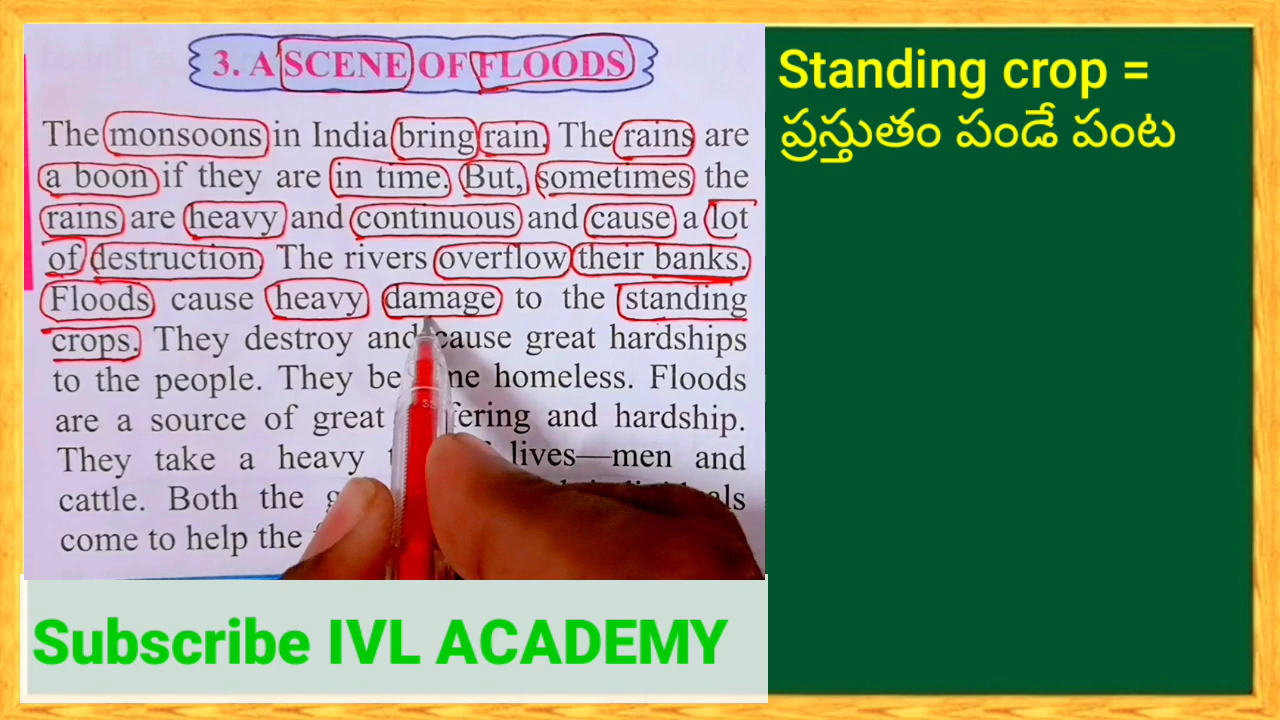 3. A SCENE OF FLOODS
The monsoons in India bring rain. The rains are
a boon if they are in time. But, sometimes the
rains are heavy and continuous and cause a lot
of destruction. The rivers overflow their banks.
Floods cause heavy damage to the standing
crops. They destroy and cause great hardships
to the people. They homeless. Floods
are a source of great and hardship.
They take a heavy lives—men and
cattle. Both the
come to help the
Standing crop =
ప్రస్తుతం పండే పంట
Subscribe IVL ACADEMY